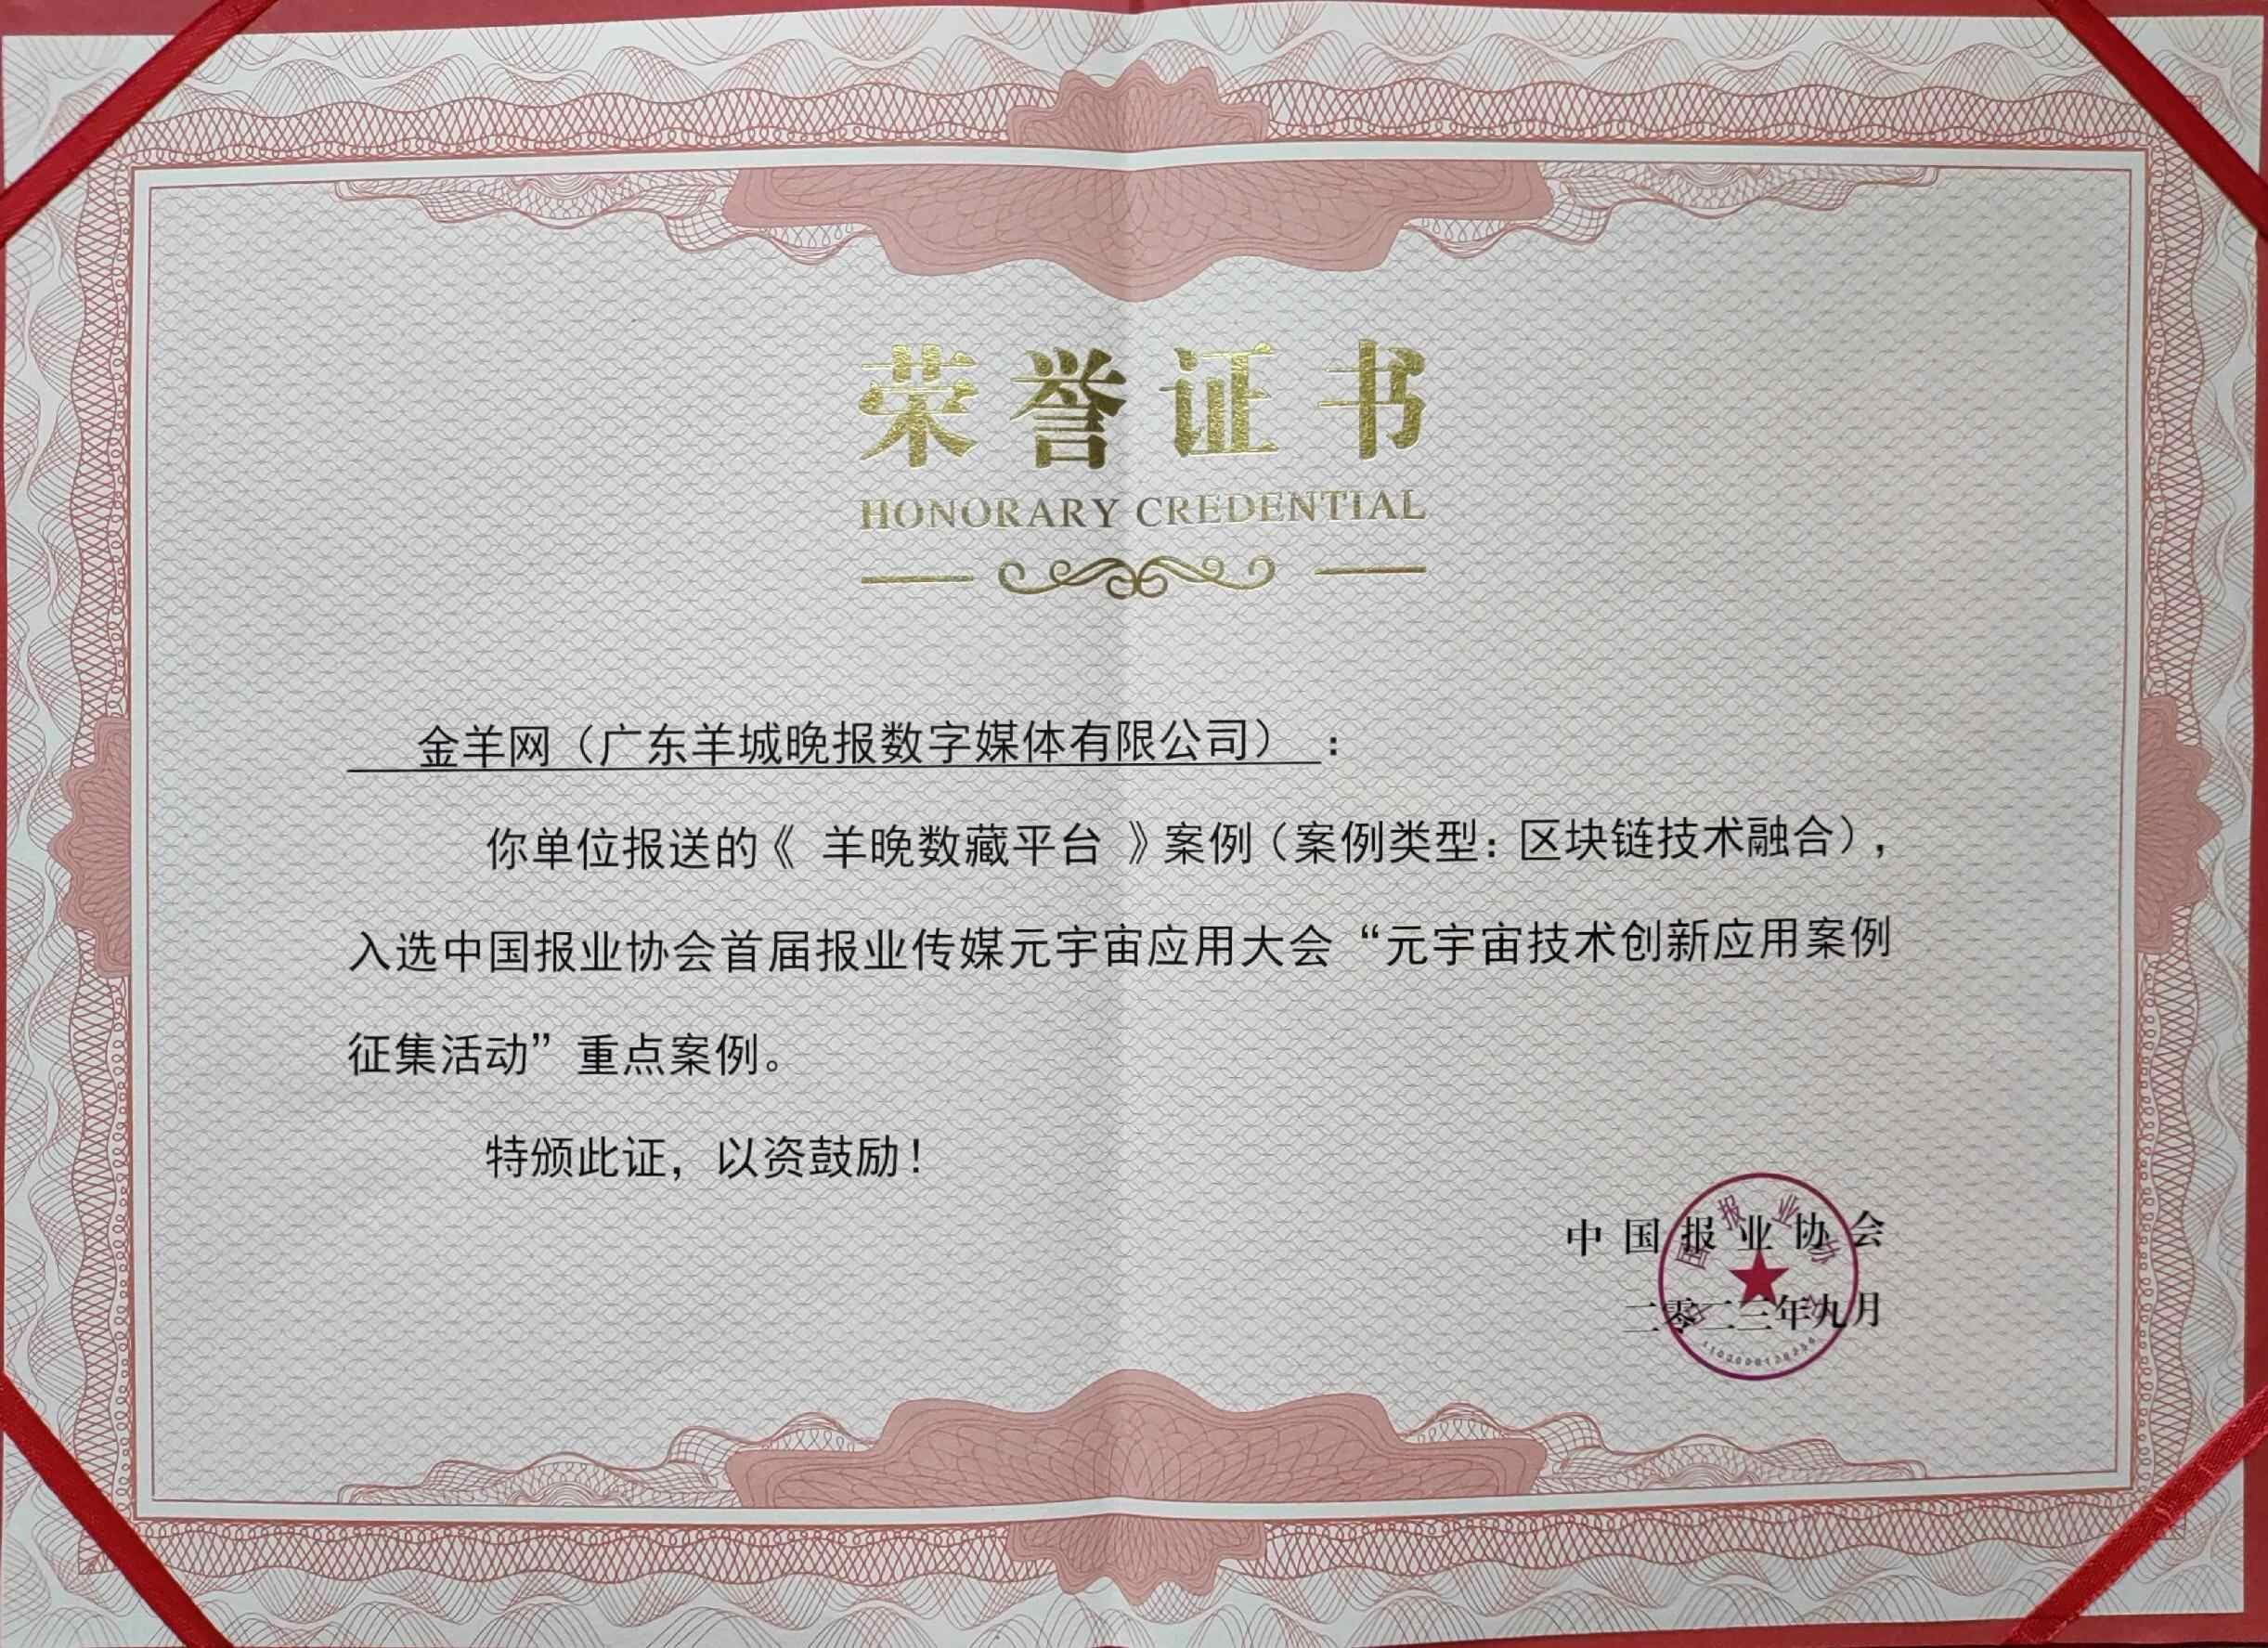 荣誉证书
HONORARY CREDENTIAL
金羊网（广东羊城晚报数字媒体有限公司）：
你单位报送的《 羊晚数藏平台 》案例（案例类型：区块链技术融合），
入选中国报业协会首届报业传媒元宇宙应用大会“元宇宙技术创新应用案例
征集活动”重点案例。
特颁此证，以资鼓励！
中国报业协会
二零二三年九月